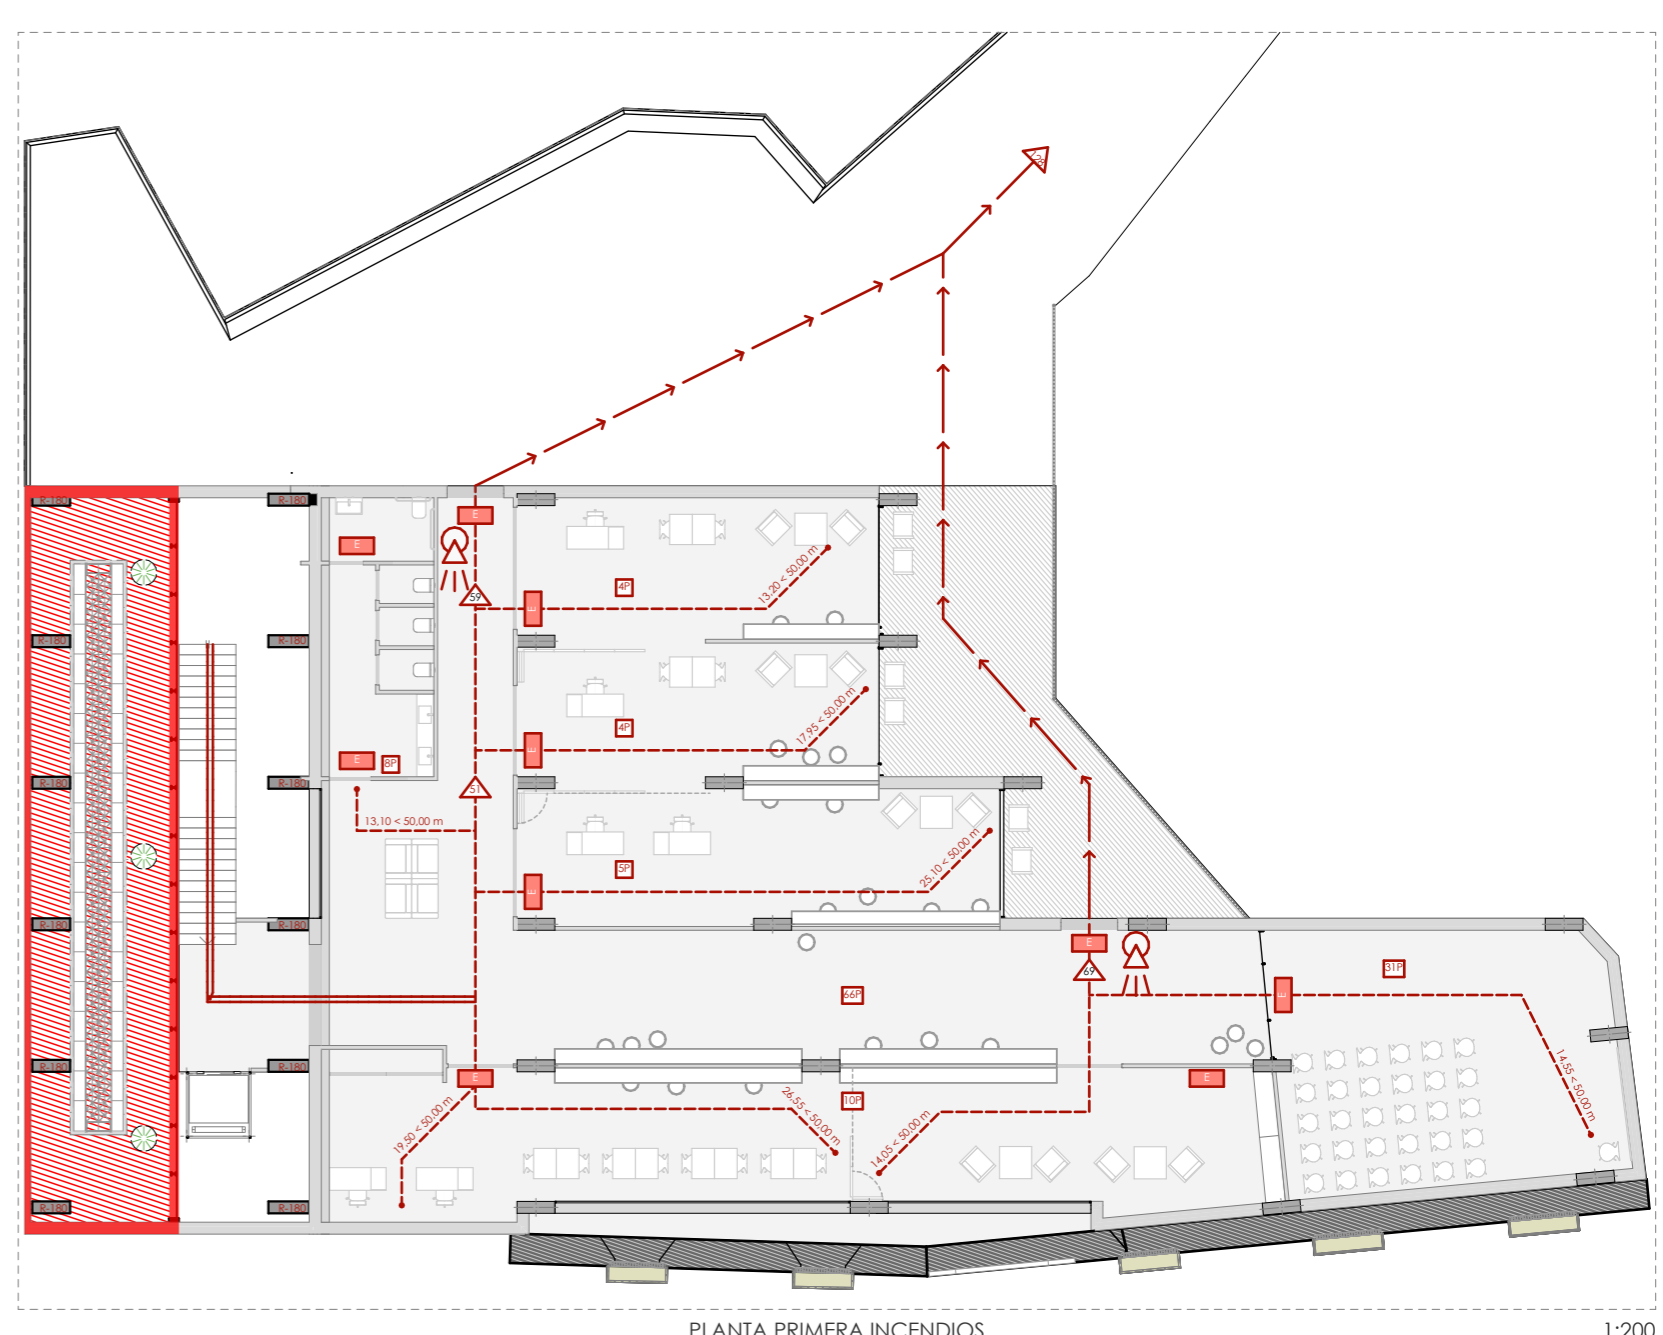 128
R-180
R-180
E
E
59
E
4P
13,20 < 50,00 m
R-180
R-180
4P
17,95 < 50,00 m
E
E
8P
R-180
R-180
51
13,10 < 50,00 m
5P
25,10 < 50,00 m
E
R-180
R-180
E
69
31P
E
66P
R-180
R-180
E
E
10P
19,50 < 50,00 m
26,55 < 50,00 m
14,05 < 50,00 m
14,55 < 50,00 m
R-180
R-180
PLANTA PRIMERA INCENDIOS
1:200